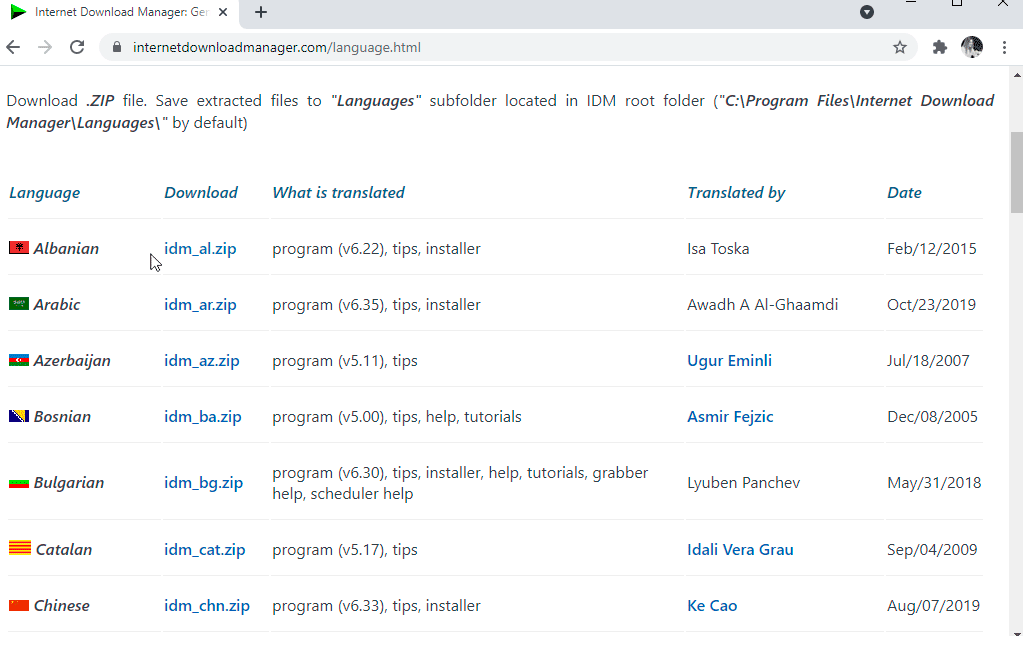 Internet Download Manager: Ger
internetdownloadmanager.com/language.html
Download .ZIP file. Save extracted files to "Languages" subfolder located in IDM root folder ("C:\Program Files\Internet Download
Manager\Languages\" by default)
Language Download What is translated Translated by Date
Albanian idm_al.zip program (v6.22), tips, installer Isa Toska Feb/12/2015
Arabic idm_ar.zip program (v6.35), tips, installer Awadh A Al-Ghaamdi Oct/23/2019
Azerbaijan idm_az.zip program (v5.11), tips Ugur Eminli Jul/18/2007
Bosnian idm_ba.zip program (v5.00), tips, help, tutorials Asmir Fejzic Dec/08/2005
Bulgarian idm_bg.zip program (v6.30), tips, installer, help, tutorials, grabber
help, scheduler help Lyuben Panchev May/31/2018
Catalan idm_cat.zip program (v5.17), tips Idali Vera Grau Sep/04/2009
Chinese idm_chn.zip program (v6.33), tips, installer Ke Cao Aug/07/2019